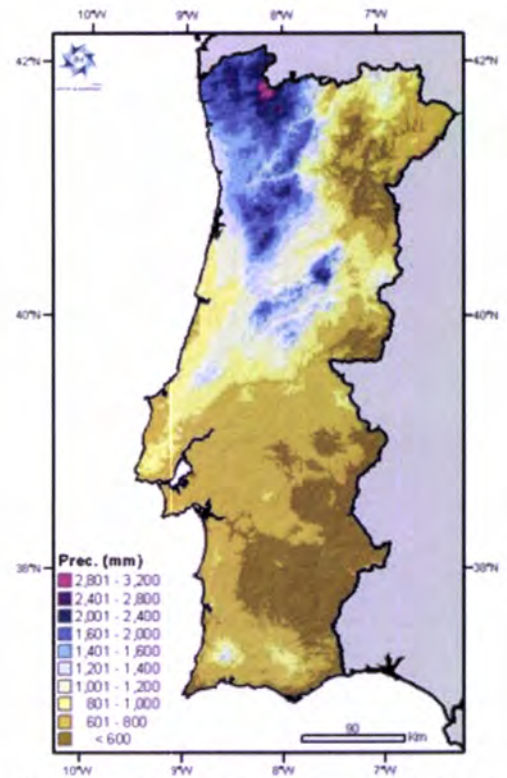 10°W 9°W 8°W 7°W
42°N 42°N
40°N 40°N
38°N 38°N
Prec. (mm)
2,801 - 3,200
2,401 - 2,800
2,001 - 2,400
1,601 - 2,000
1,401 - 1,600
1,201 - 1,400
1,001 - 1,200
801 - 1,000
601 - 800
< 600
90
Km
10°W 9°W 8°W 7°W